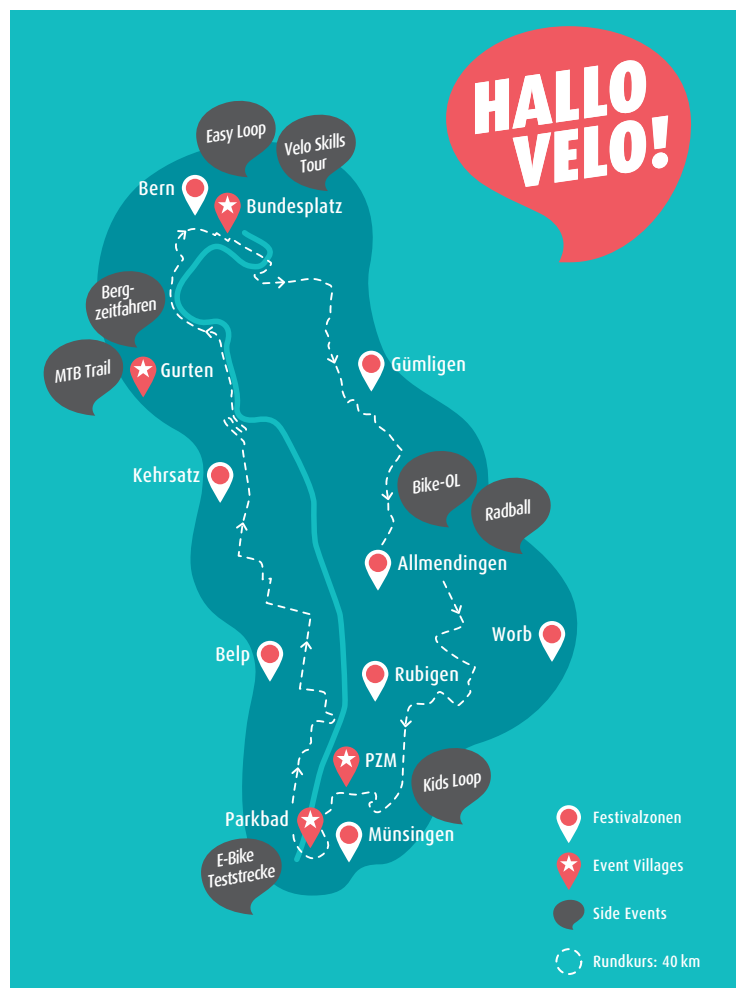 HALLO
VELO!
Easy Loop
Velo Skills
Tour
Bern
Bundesplatz
Berg-
zeitfahren
MTB Trail
Gurten
Gümligen
Kehrsatz
Bike-OL
Radball
Allmendingen
Worb
Belp
Rubigen
PZM
Kids Loop
Parkbad
Münsingen
E-Bike
Teststrecke
Festivalzonen
Event Villages
Side Events
Rundkurs: 40 km